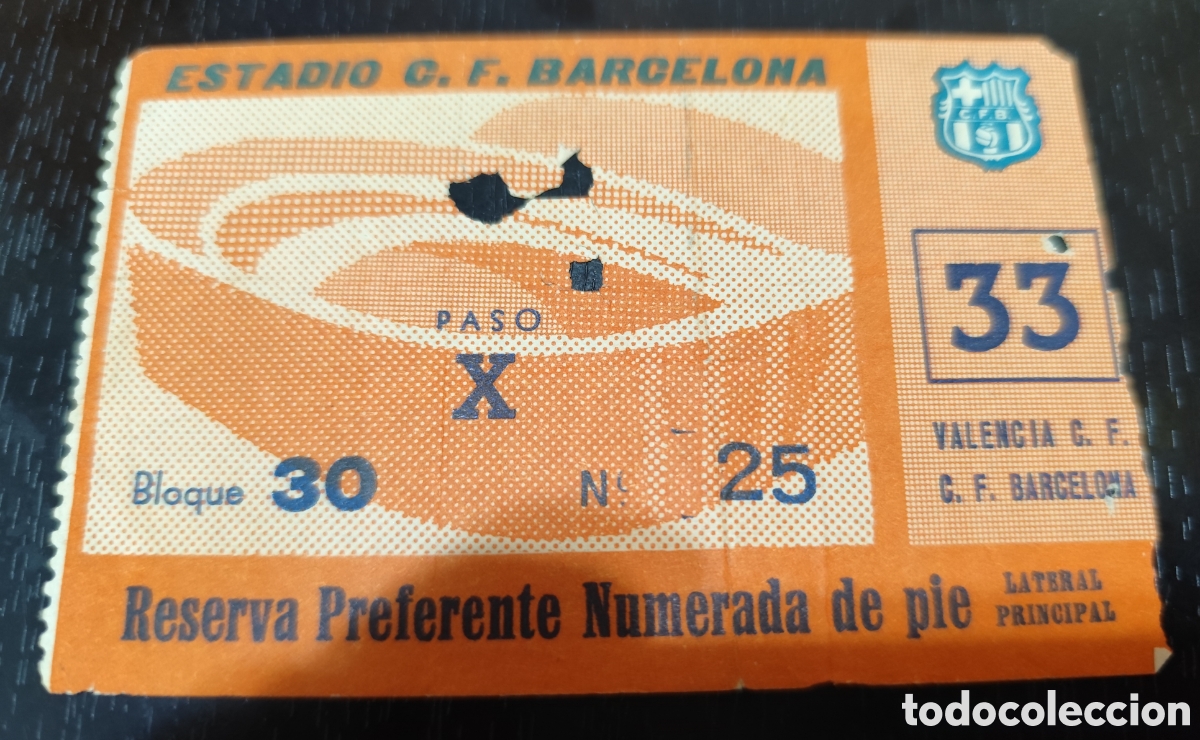 ESTADIO C. F. BARCELONA
C.F.B.
33
PASO
X
VALENCIA C. F.
C. F. BARCELONA
Bloque 30 Nº 25
Reserva Preferente Numerada de pie LATERAL
PRINCIPAL
todocoleccion